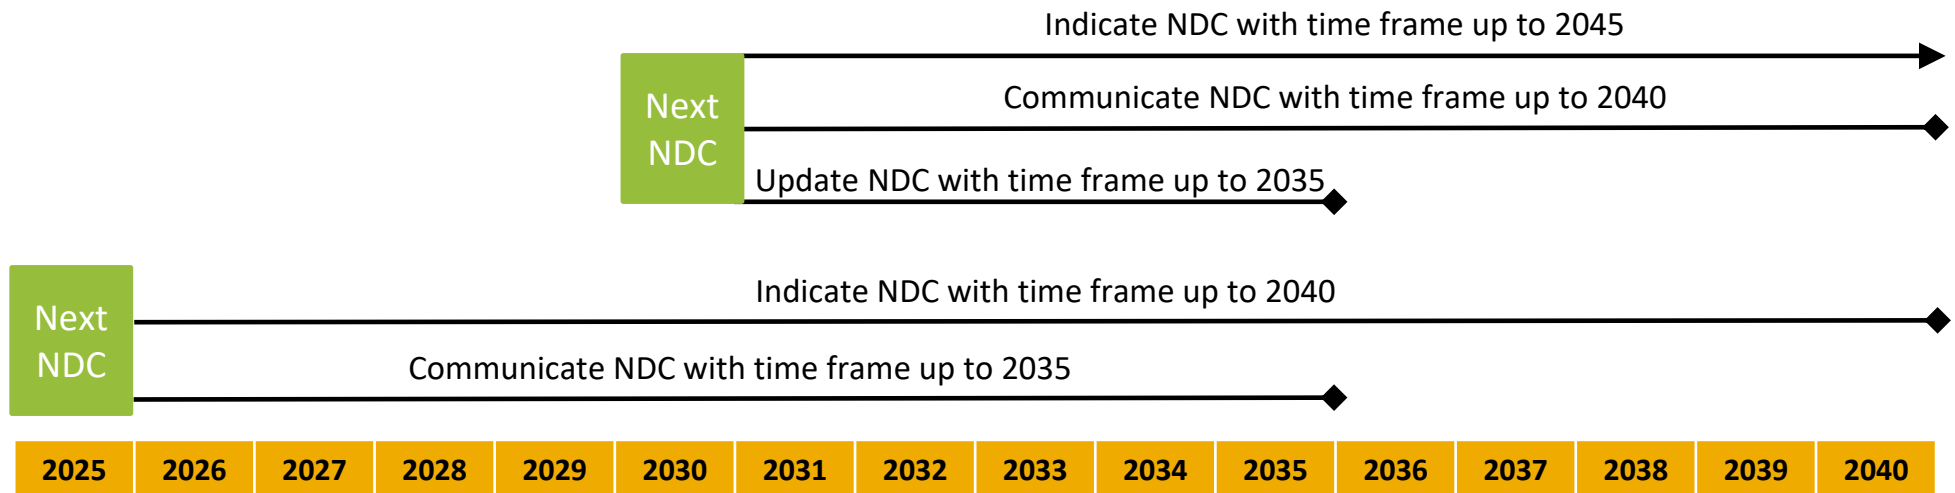 Indicate NDC with time frame up to 2045
Next
NDC
Communicate NDC with time frame up to 2040
Update NDC with time frame up to 2035
Next
NDC
Indicate NDC with time frame up to 2040
Communicate NDC with time frame up to 2035
2025 2026 2027 2028 2029 2030 2031 2032 2033 2034 2035 2036 2037 2038 2039 2040